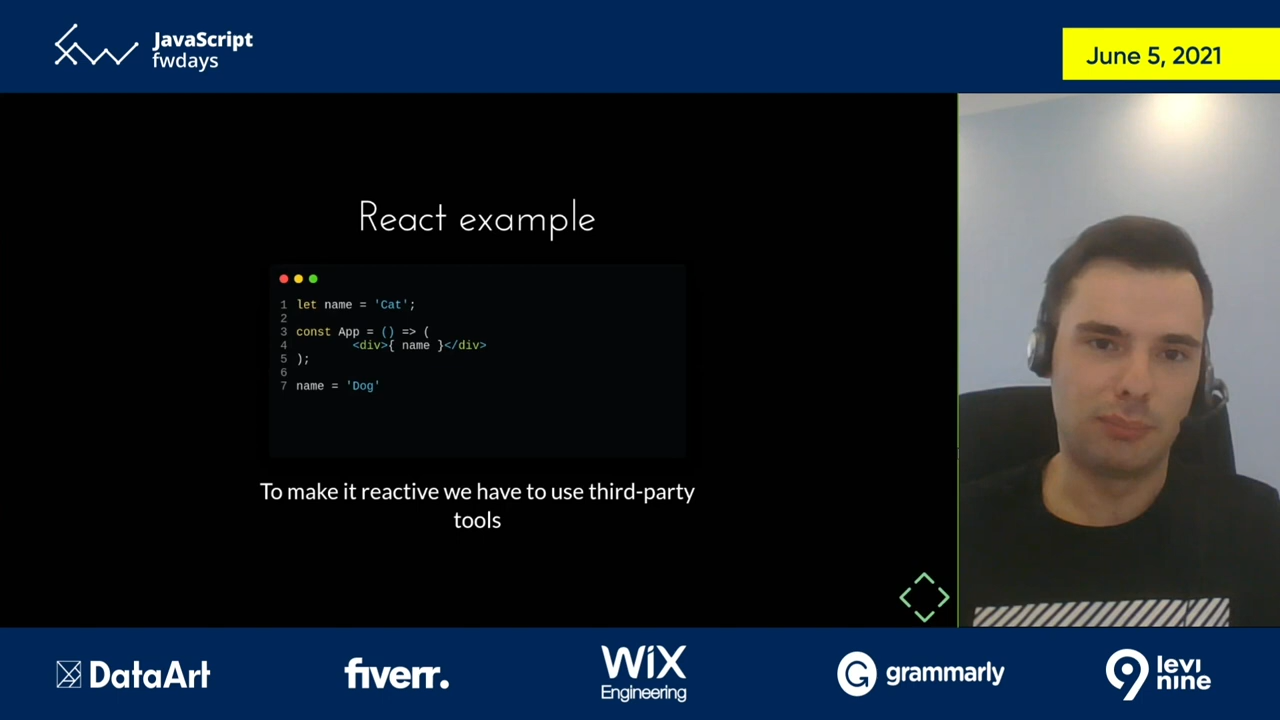 JavaScript
fwdays
June 5, 2021
React example
1 let name = 'Cat';
2
3 const App = () => (
4 <div>{ name }</div>
5 );
6
7 name = 'Dog'
To make it reactive we have to use third-party
tools
DataArt
fiverr.
WiX
Engineering
grammarly
9 levi
nine